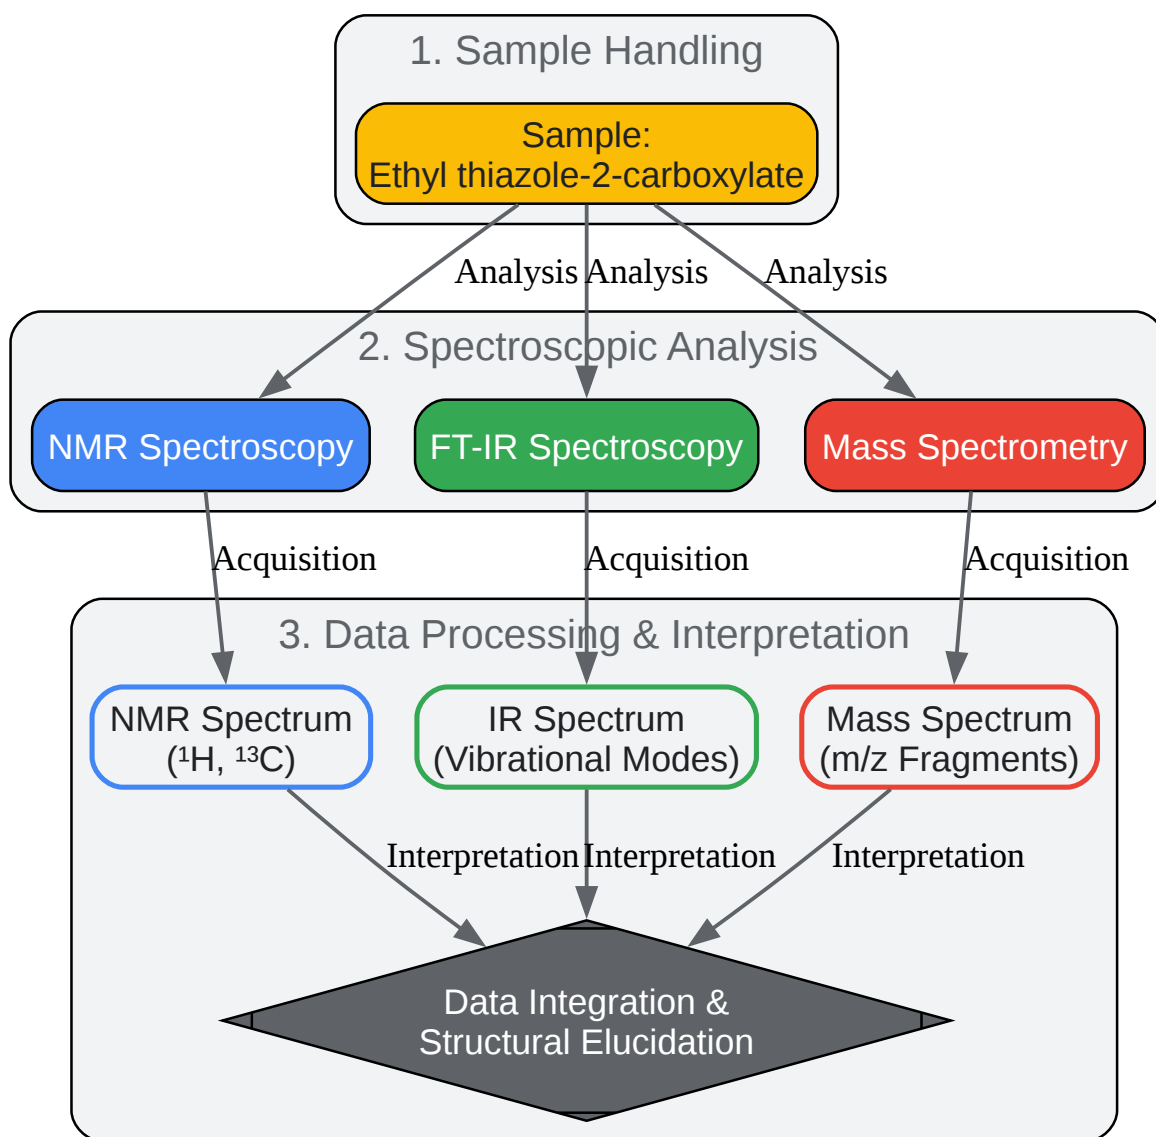 1. Sample Handling
Sample:
Ethyl thiazole-2-carboxylate
Analysis Analysis Analysis
2. Spectroscopic Analysis
NMR Spectroscopy FT-IR Spectroscopy Mass Spectrometry
Acquisition Acquisition Acquisition
3. Data Processing & Interpretation
NMR Spectrum
(¹H, ¹³C)
IR Spectrum
(Vibrational Modes)
Mass Spectrum
(m/z Fragments)
Interpretation Interpretation Interpretation
Data Integration &
Structural Elucidation